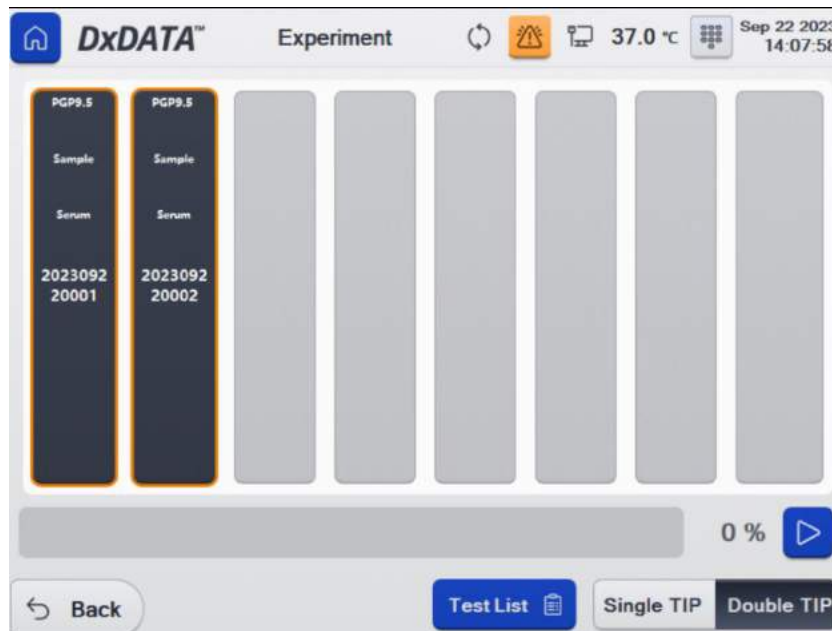 DxDATA™
Experiment
37.0 ℃
Sep 22 2023
14:07:58
PGP9.5
Sample
Serum
2023092
20001
PGP9.5
Sample
Serum
2023092
20002
0 %
Back
Test List
Single TIP
Double TIP